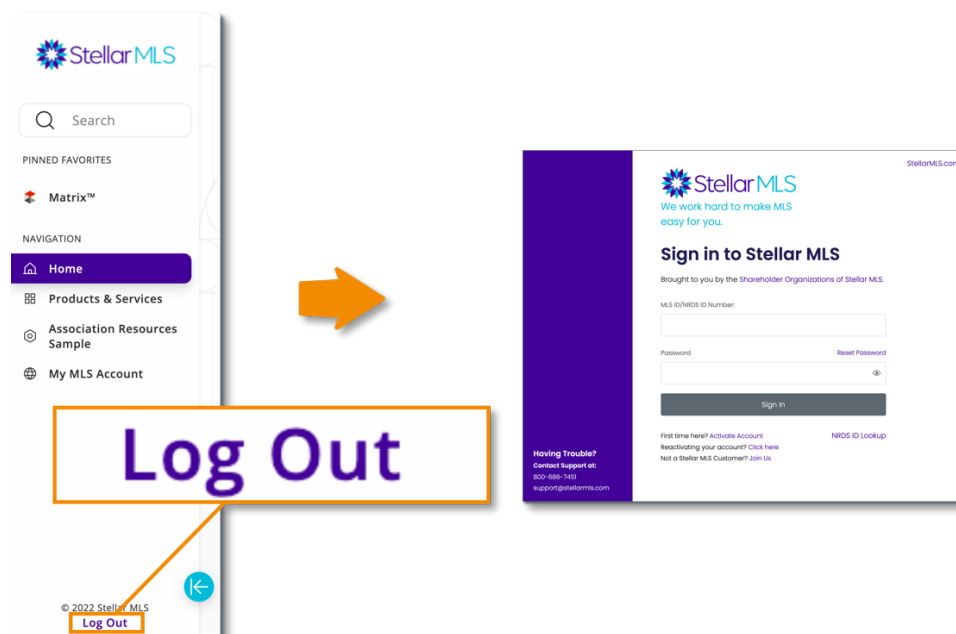 Stellar MLS
Search
PINNED FAVORITES
Matrix™
NAVIGATION
Home
Products & Services
Association Resources
Sample
My MLS Account
Log Out
© 2022 Stellar MLS
Log Out
StellarMLS.com
Stellar MLS
We work hard to make MLS
easy for you.
Sign in to Stellar MLS
Brought to you by the Shareholder Organizations of Stellar MLS.
MLS ID/NRDS ID Number:
Password Reset Password
Sign In
First time here? Activate Account NRDS ID Lookup
Reactivating your account? Click here
Not a Stellar MLS Customer? Join Us
Having Trouble?
Contact Support at:
800-686-7451
support@stellarmls.com